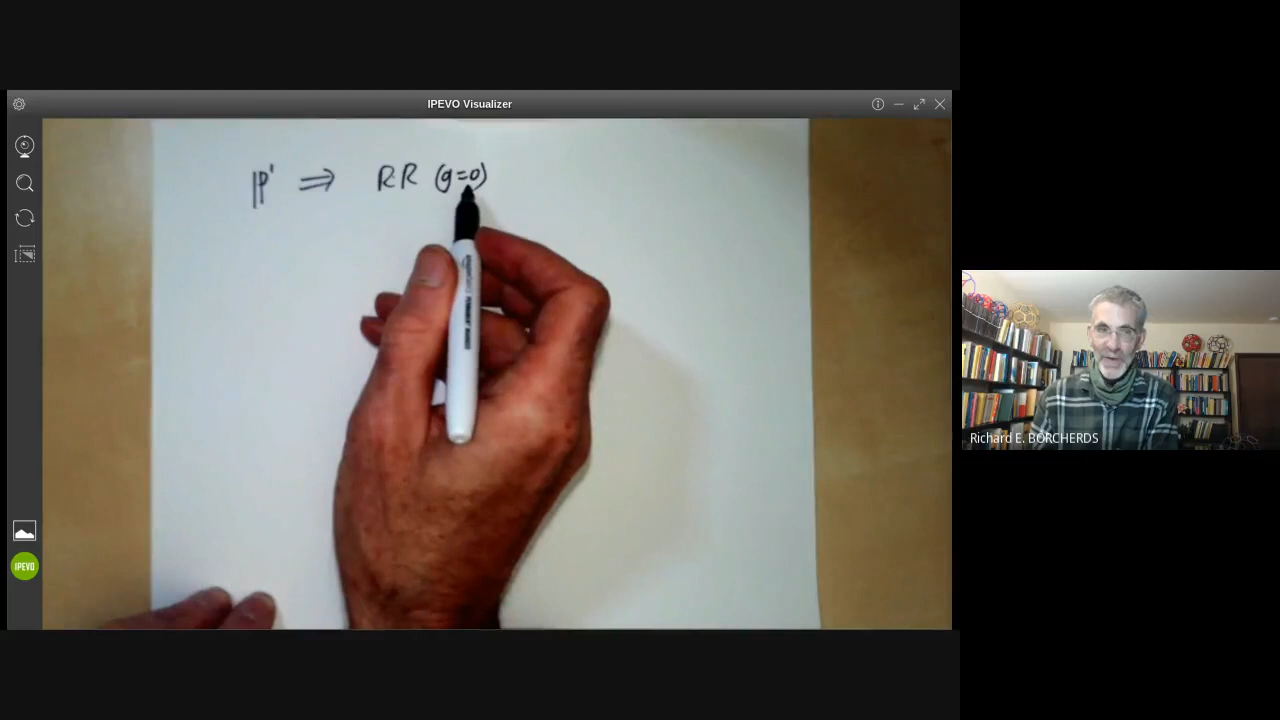 IPEVO Visualizer
ℙ¹ ⇒ RR (g=0)
IPEVO
Richard E. BORCHERDS